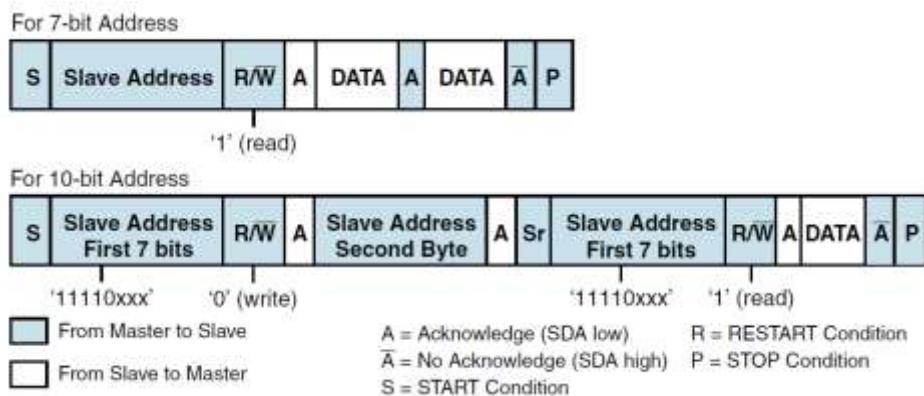 For 7-bit Address
S Slave Address R/W̅ A DATA A DATA A̅ P
‘1’ (read)
For 10-bit Address
S Slave Address First 7 bits R/W̅ A Slave Address Second Byte A Sr Slave Address First 7 bits R/W̅ A DATA A̅ P
‘11110xxx’ ‘0’ (write) ‘11110xxx’ ‘1’ (read)
From Master to Slave
From Slave to Master
A = Acknowledge (SDA low)
A̅ = No Acknowledge (SDA high)
S = START Condition
R = RESTART Condition
P = STOP Condition